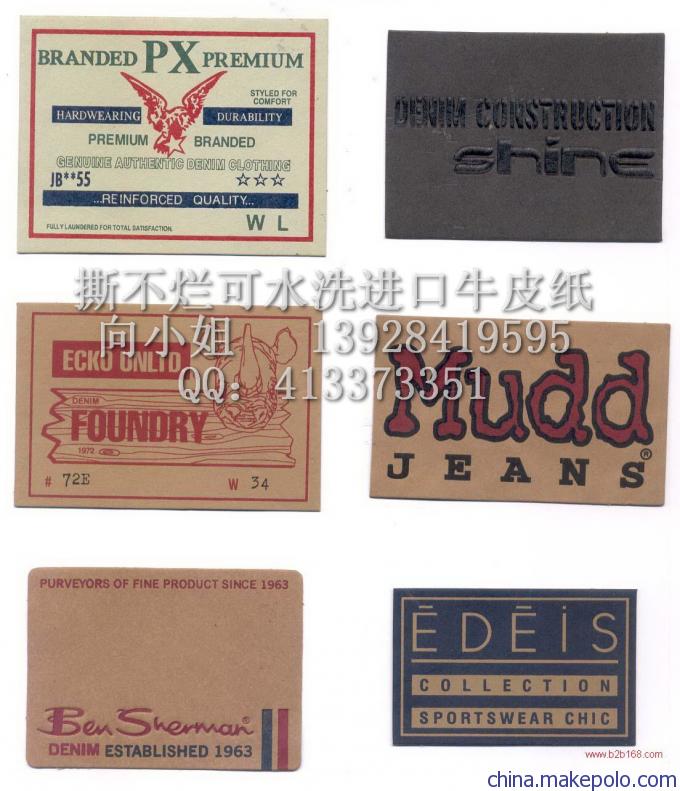 BRANDED PX PREMIUM
STYLED FOR
COMFORT
HARDWEARING DURABILITY
PREMIUM BRANDED
GENUINE AUTHENTIC DENIM CLOTHING
JB**55 ☆☆☆
...REINFORCED QUALITY...
FULLY LAUNDERED FOR TOTAL SATISFACTION.
W L
DENIM CONSTRUCTION
shine
撕不烂可水洗进口牛皮纸
向小姐 13928419595
QQ：413373351
ECKO UNLTD
DENIM
FOUNDRY
1972
# 72E W 34
Mudd
JEANS®
PURVEYORS OF FINE PRODUCT SINCE 1963
Ben Sherman®
DENIM ESTABLISHED 1963
ĒDĒiS
COLLECTION
SPORTSWEAR CHIC
www.b2b168.com
china.makepolo.com